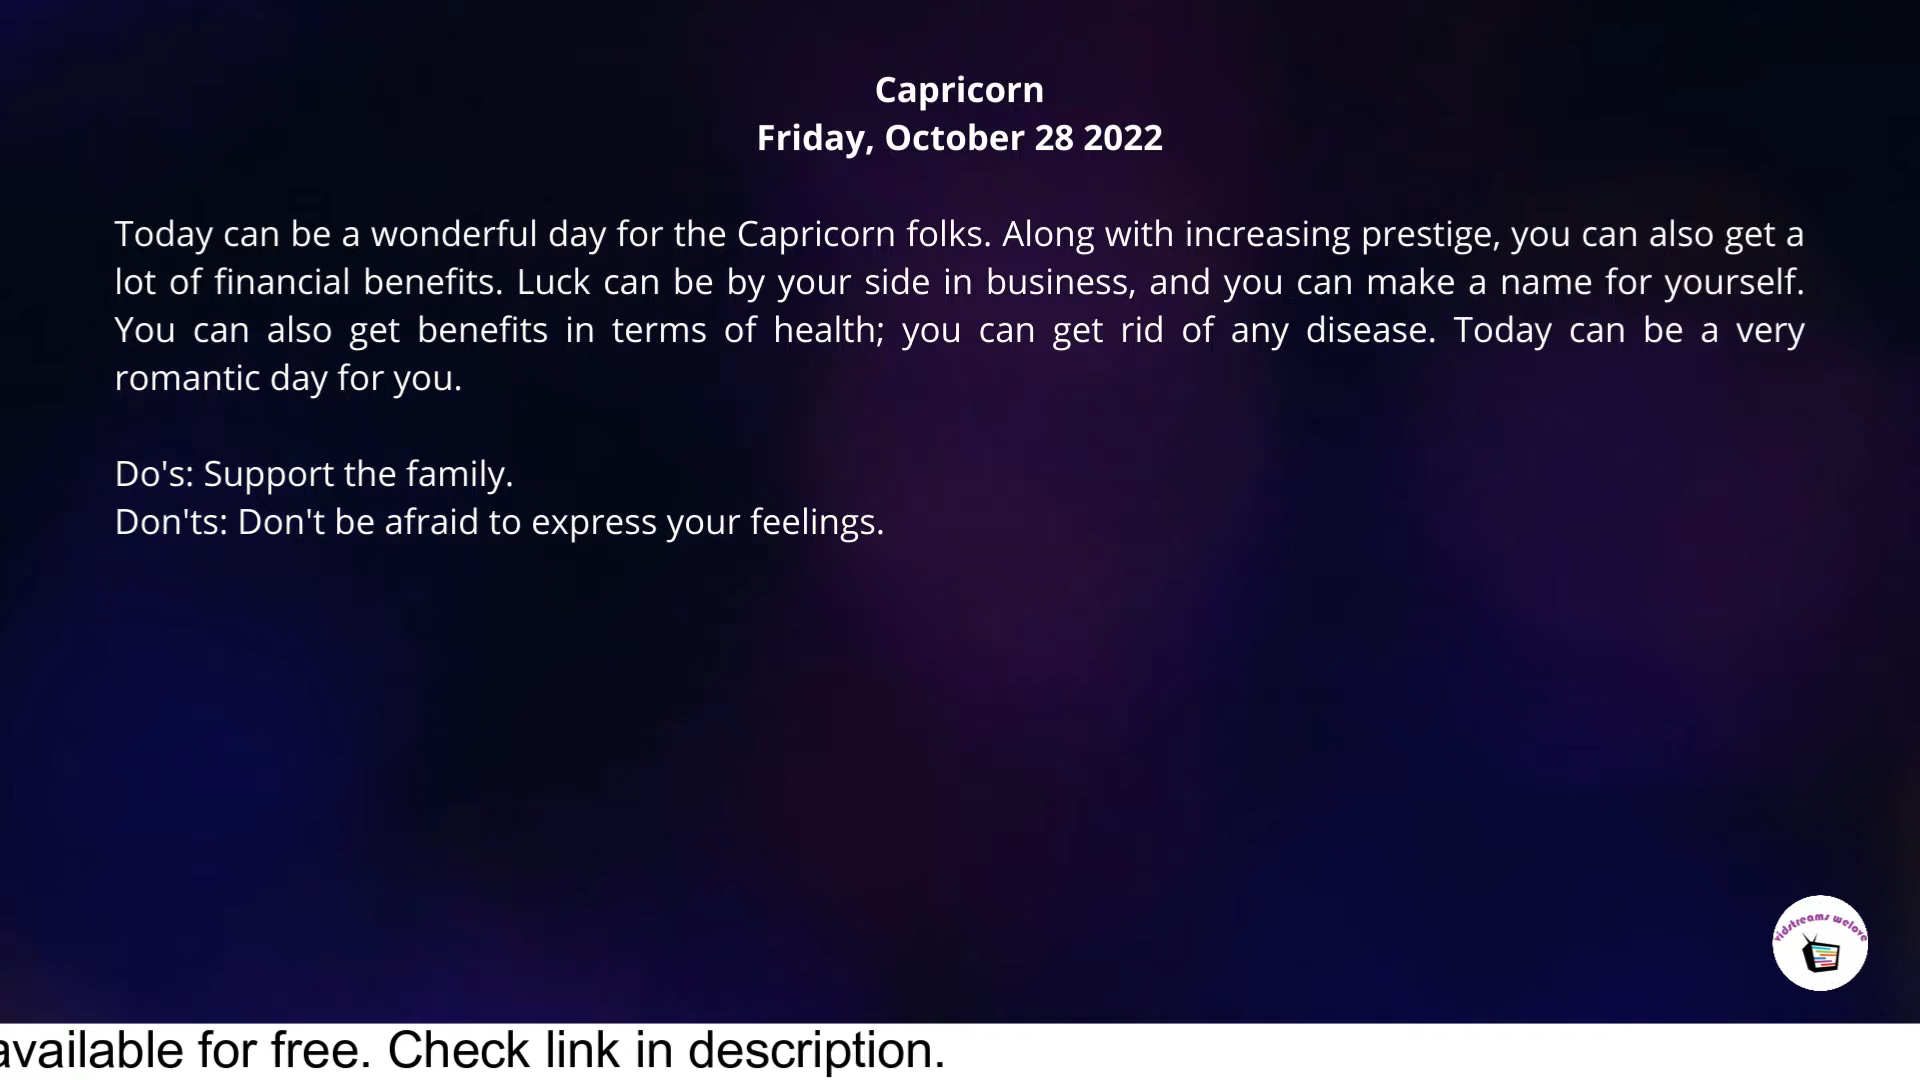 Capricorn
Friday, October 28 2022
Today can be a wonderful day for the Capricorn folks. Along with increasing prestige, you can also get a
lot of financial benefits. Luck can be by your side in business, and you can make a name for yourself.
You can also get benefits in terms of health; you can get rid of any disease. Today can be a very
romantic day for you.
Do's: Support the family.
Don'ts: Don't be afraid to express your feelings.
vidstreams welove
available for free. Check link in description.